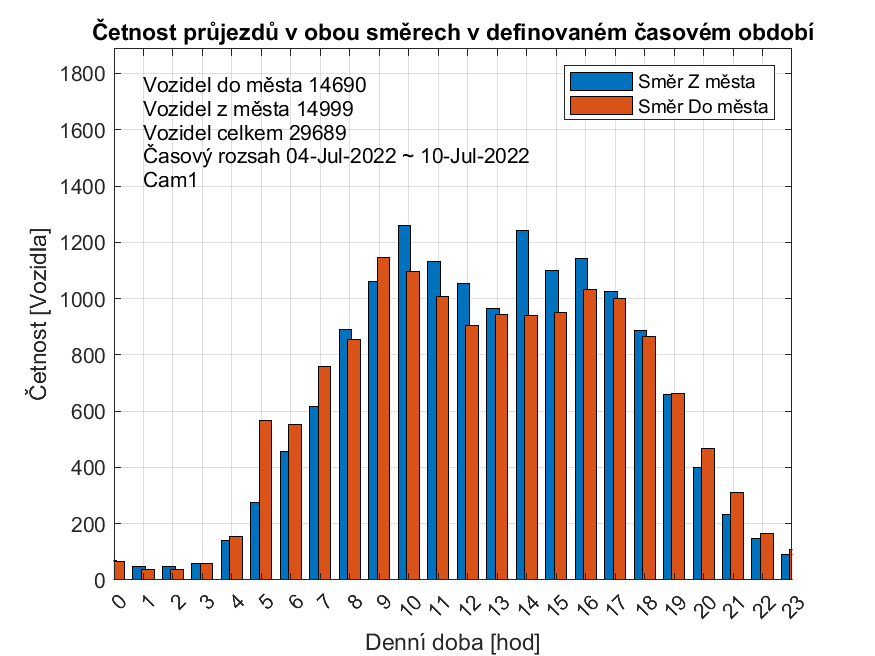 Četnost průjezdů v obou směrech v definovaném časovém období
Vozidel do města 14690
Vozidel z města 14999
Vozidel celkem 29689
Časový rozsah 04-Jul-2022 ~ 10-Jul-2022
Cam1
Směr Z města
Směr Do města
Četnost [Vozidla]
1800
1600
1400
1200
1000
800
600
400
200
0
0 1 2 3 4 5 6 7 8 9 10 11 12 13 14 15 16 17 18 19 20 21 22 23
Denní doba [hod]